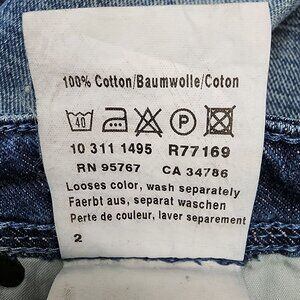 100% Cotton/Baumwolle/Coton
40 P
10 311 1495 R77169
RN 95767 CA 34786
Looses color, wash separately
Faerbt aus, separat waschen
Perte de couleur, laver separement
2